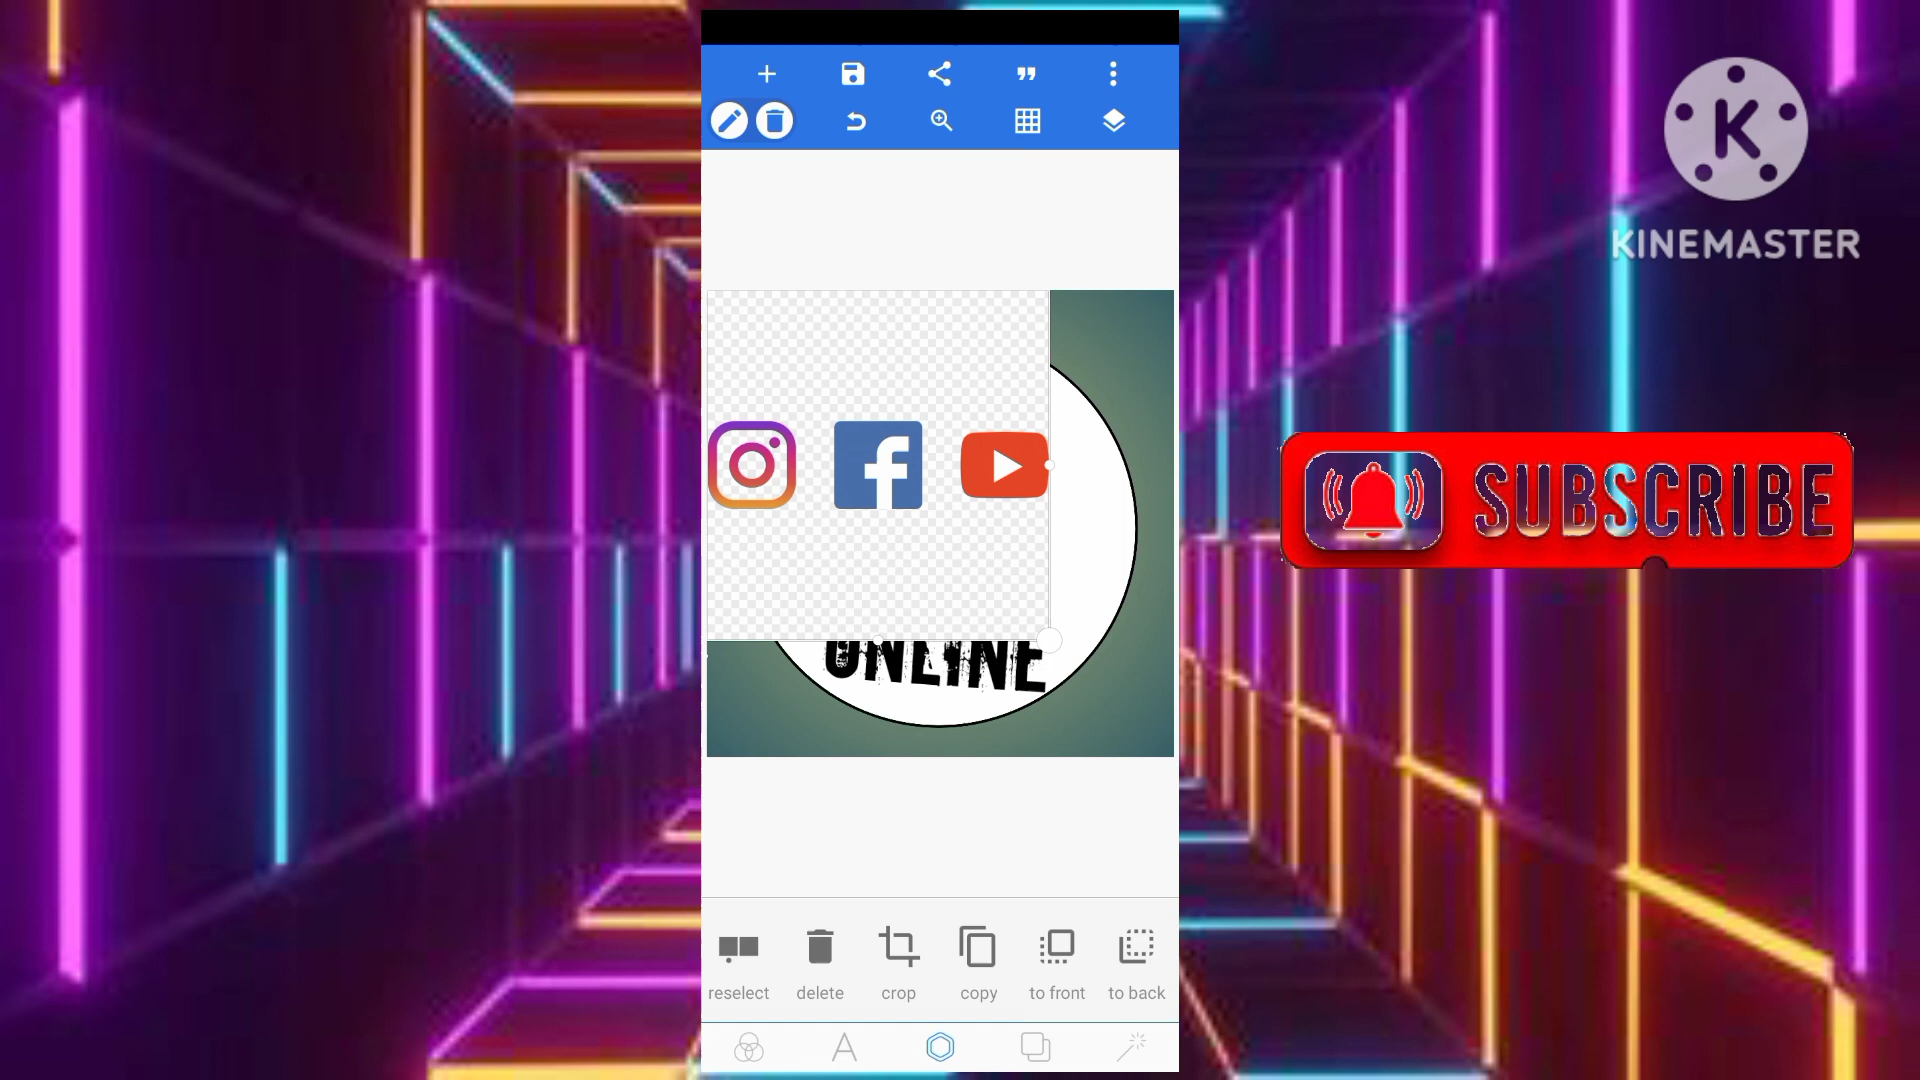 KINEMASTER
SUBSCRIBE
ONLINE
reselect delete crop copy to front to back